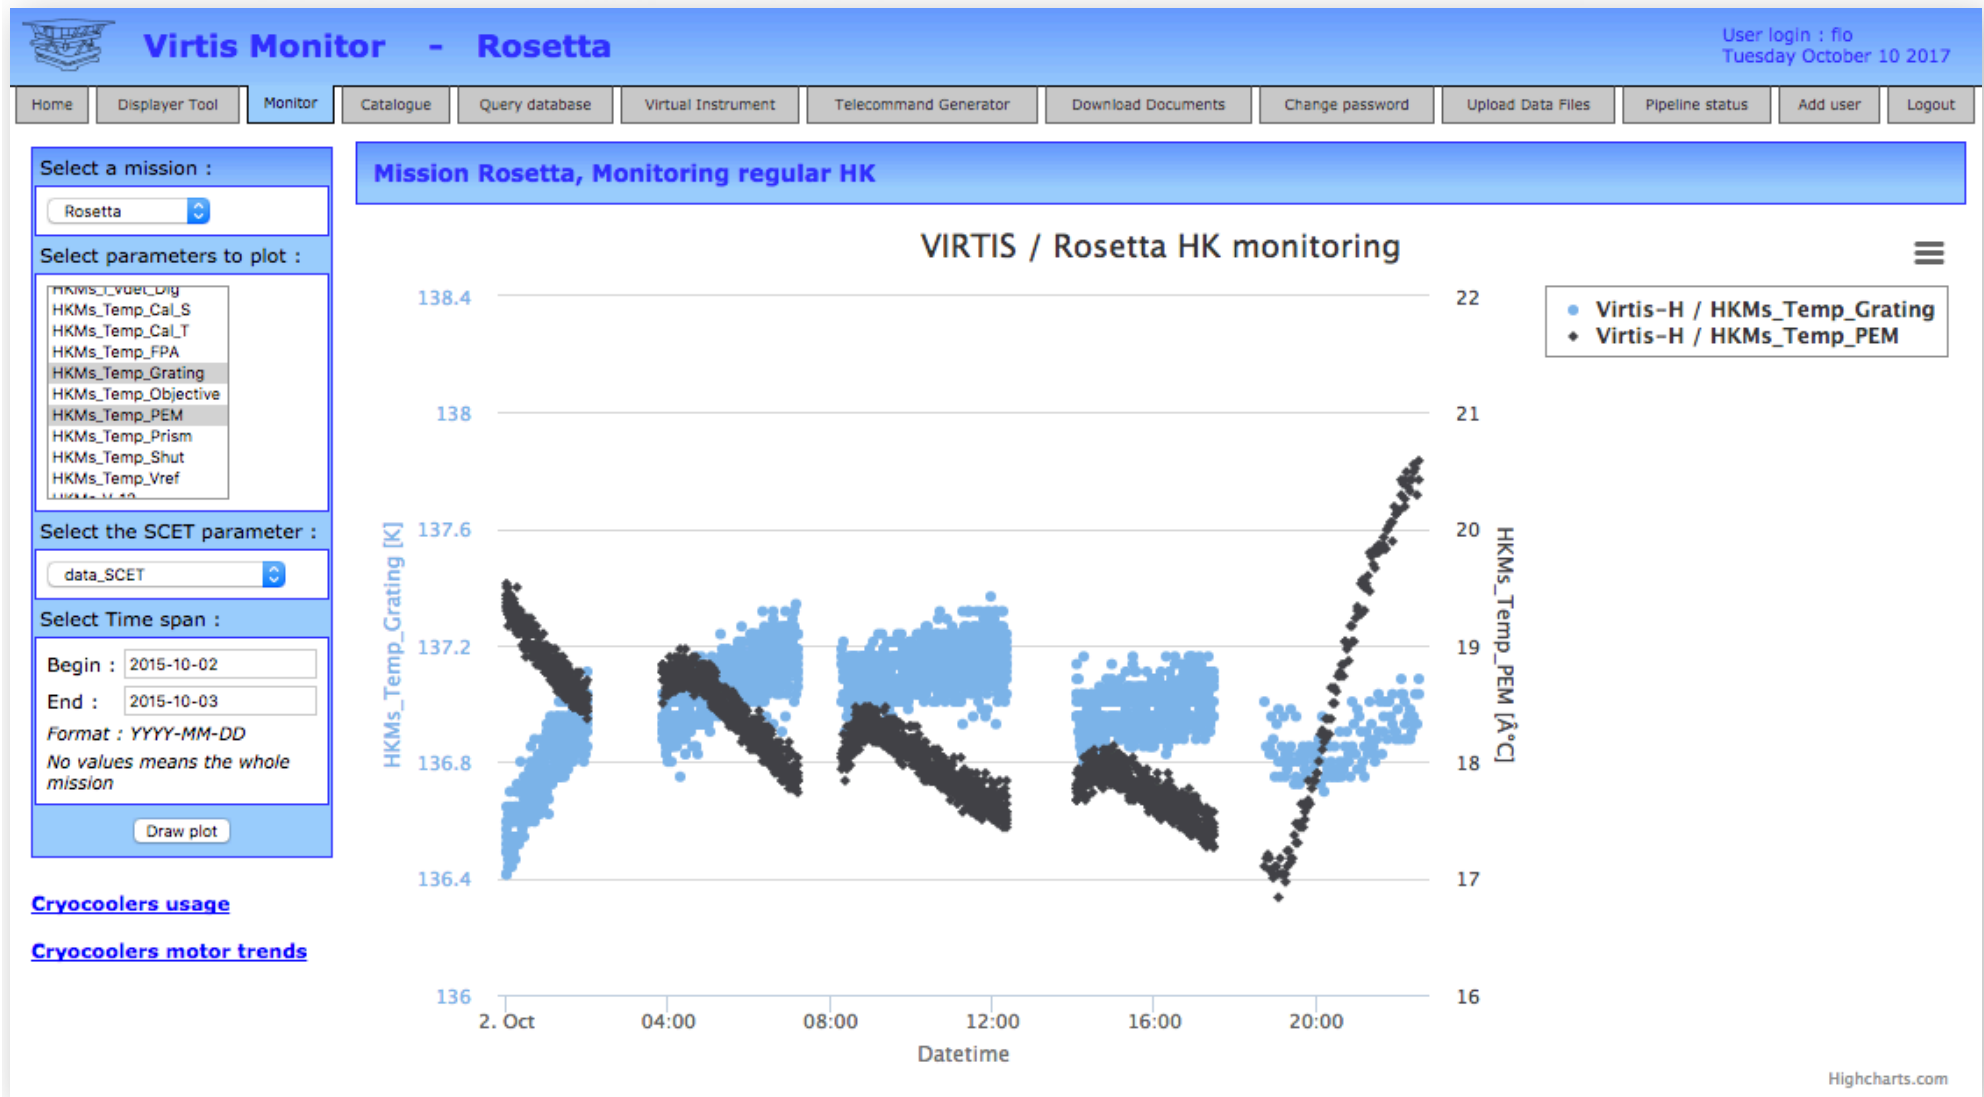 Virtis Monitor - Rosetta
User login : flo
Tuesday October 10 2017
Home
Displayer Tool
Monitor
Catalogue
Query database
Virtual Instrument
Telecommand Generator
Download Documents
Change password
Upload Data Files
Pipeline status
Add user
Logout
Select a mission :
Rosetta
Select parameters to plot :
HKMs_I_Vdet_Dig
HKMs_Temp_Cal_S
HKMs_Temp_Cal_T
HKMs_Temp_FPA
HKMs_Temp_Grating
HKMs_Temp_Objective
HKMs_Temp_PEM
HKMs_Temp_Prism
HKMs_Temp_Shut
HKMs_Temp_Vref
Select the SCET parameter :
data_SCET
Select Time span :
Begin : 2015-10-02
End : 2015-10-03
Format : YYYY-MM-DD
No values means the whole
mission
Draw plot
Cryocoolers usage
Cryocoolers motor trends
Mission Rosetta, Monitoring regular HK
VIRTIS / Rosetta HK monitoring
Virtis-H / HKMs_Temp_Grating
Virtis-H / HKMs_Temp_PEM
HKMs_Temp_Grating [K]
138.4
138
137.6
137.2
136.8
136.4
136
22
21
20
19
18
17
16
HKMs_Temp_PEM [Â°C]
2. Oct
04:00
08:00
12:00
16:00
20:00
Datetime
Highcharts.com